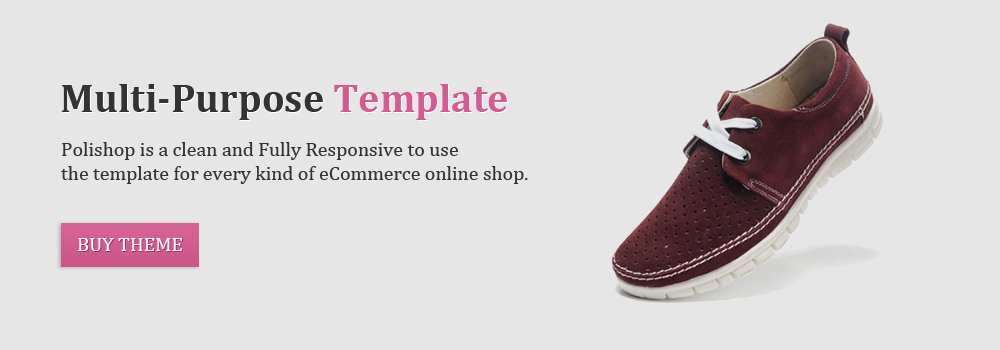 Multi-Purpose Template
Polishop is a clean and Fully Responsive to use
the template for every kind of eCommerce online shop.
BUY THEME